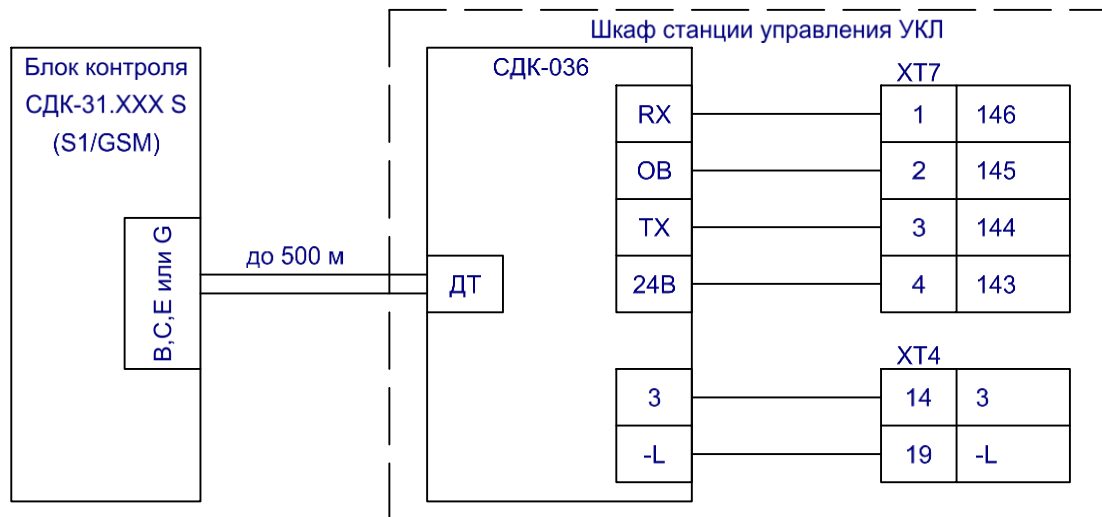 Шкаф станции управления УКЛ
Блок контроля
СДК-31.XXX S
(S1/GSM)
B,C,E или G
до 500 м
СДК-036
ДТ
RX
ОВ
TX
24В
3
-L
XT7
1 146
2 145
3 144
4 143
XT4
14 3
19 -L